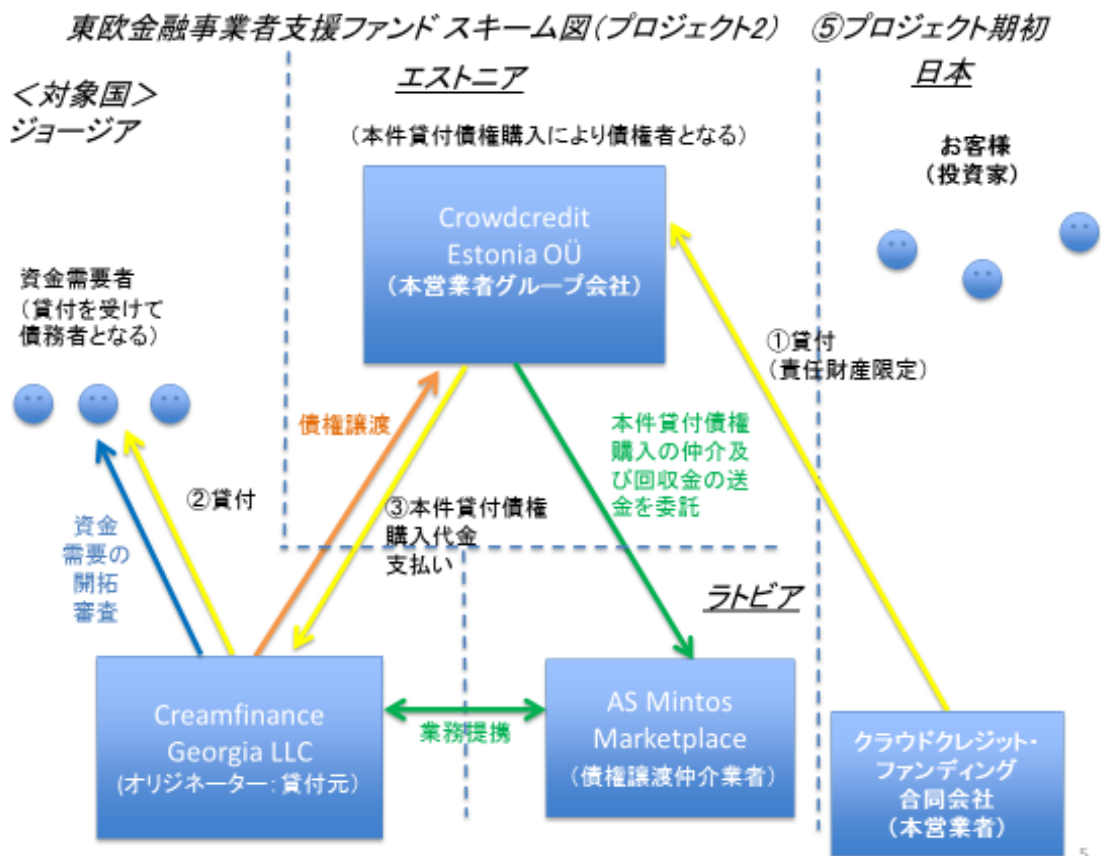 東欧金融事業者支援ファンド スキーム図(プロジェクト2) ⑤プロジェクト期初
<対象国>
ジョージア
エストニア
日本
(本件貸付債権購入により債権者となる)
お客様
(投資家)
Crowdcredit
Estonia OÜ
(本営業者グループ会社)
資金需要者
(貸付を受けて
債務者となる)
①貸付
(責任財産限定)
債権譲渡
本件貸付債権
購入の仲介及
び回収金の送
金を委託
②貸付
③本件貸付債権
購入代金
支払い
資金
需要の
開拓
審査
ラトビア
Creamfinance
Georgia LLC
(オリジネーター:貸付元)
業務提携
AS Mintos
Marketplace
(債権譲渡仲介業者)
クラウドクレジット・
ファンディング
合同会社
(本営業者)
5